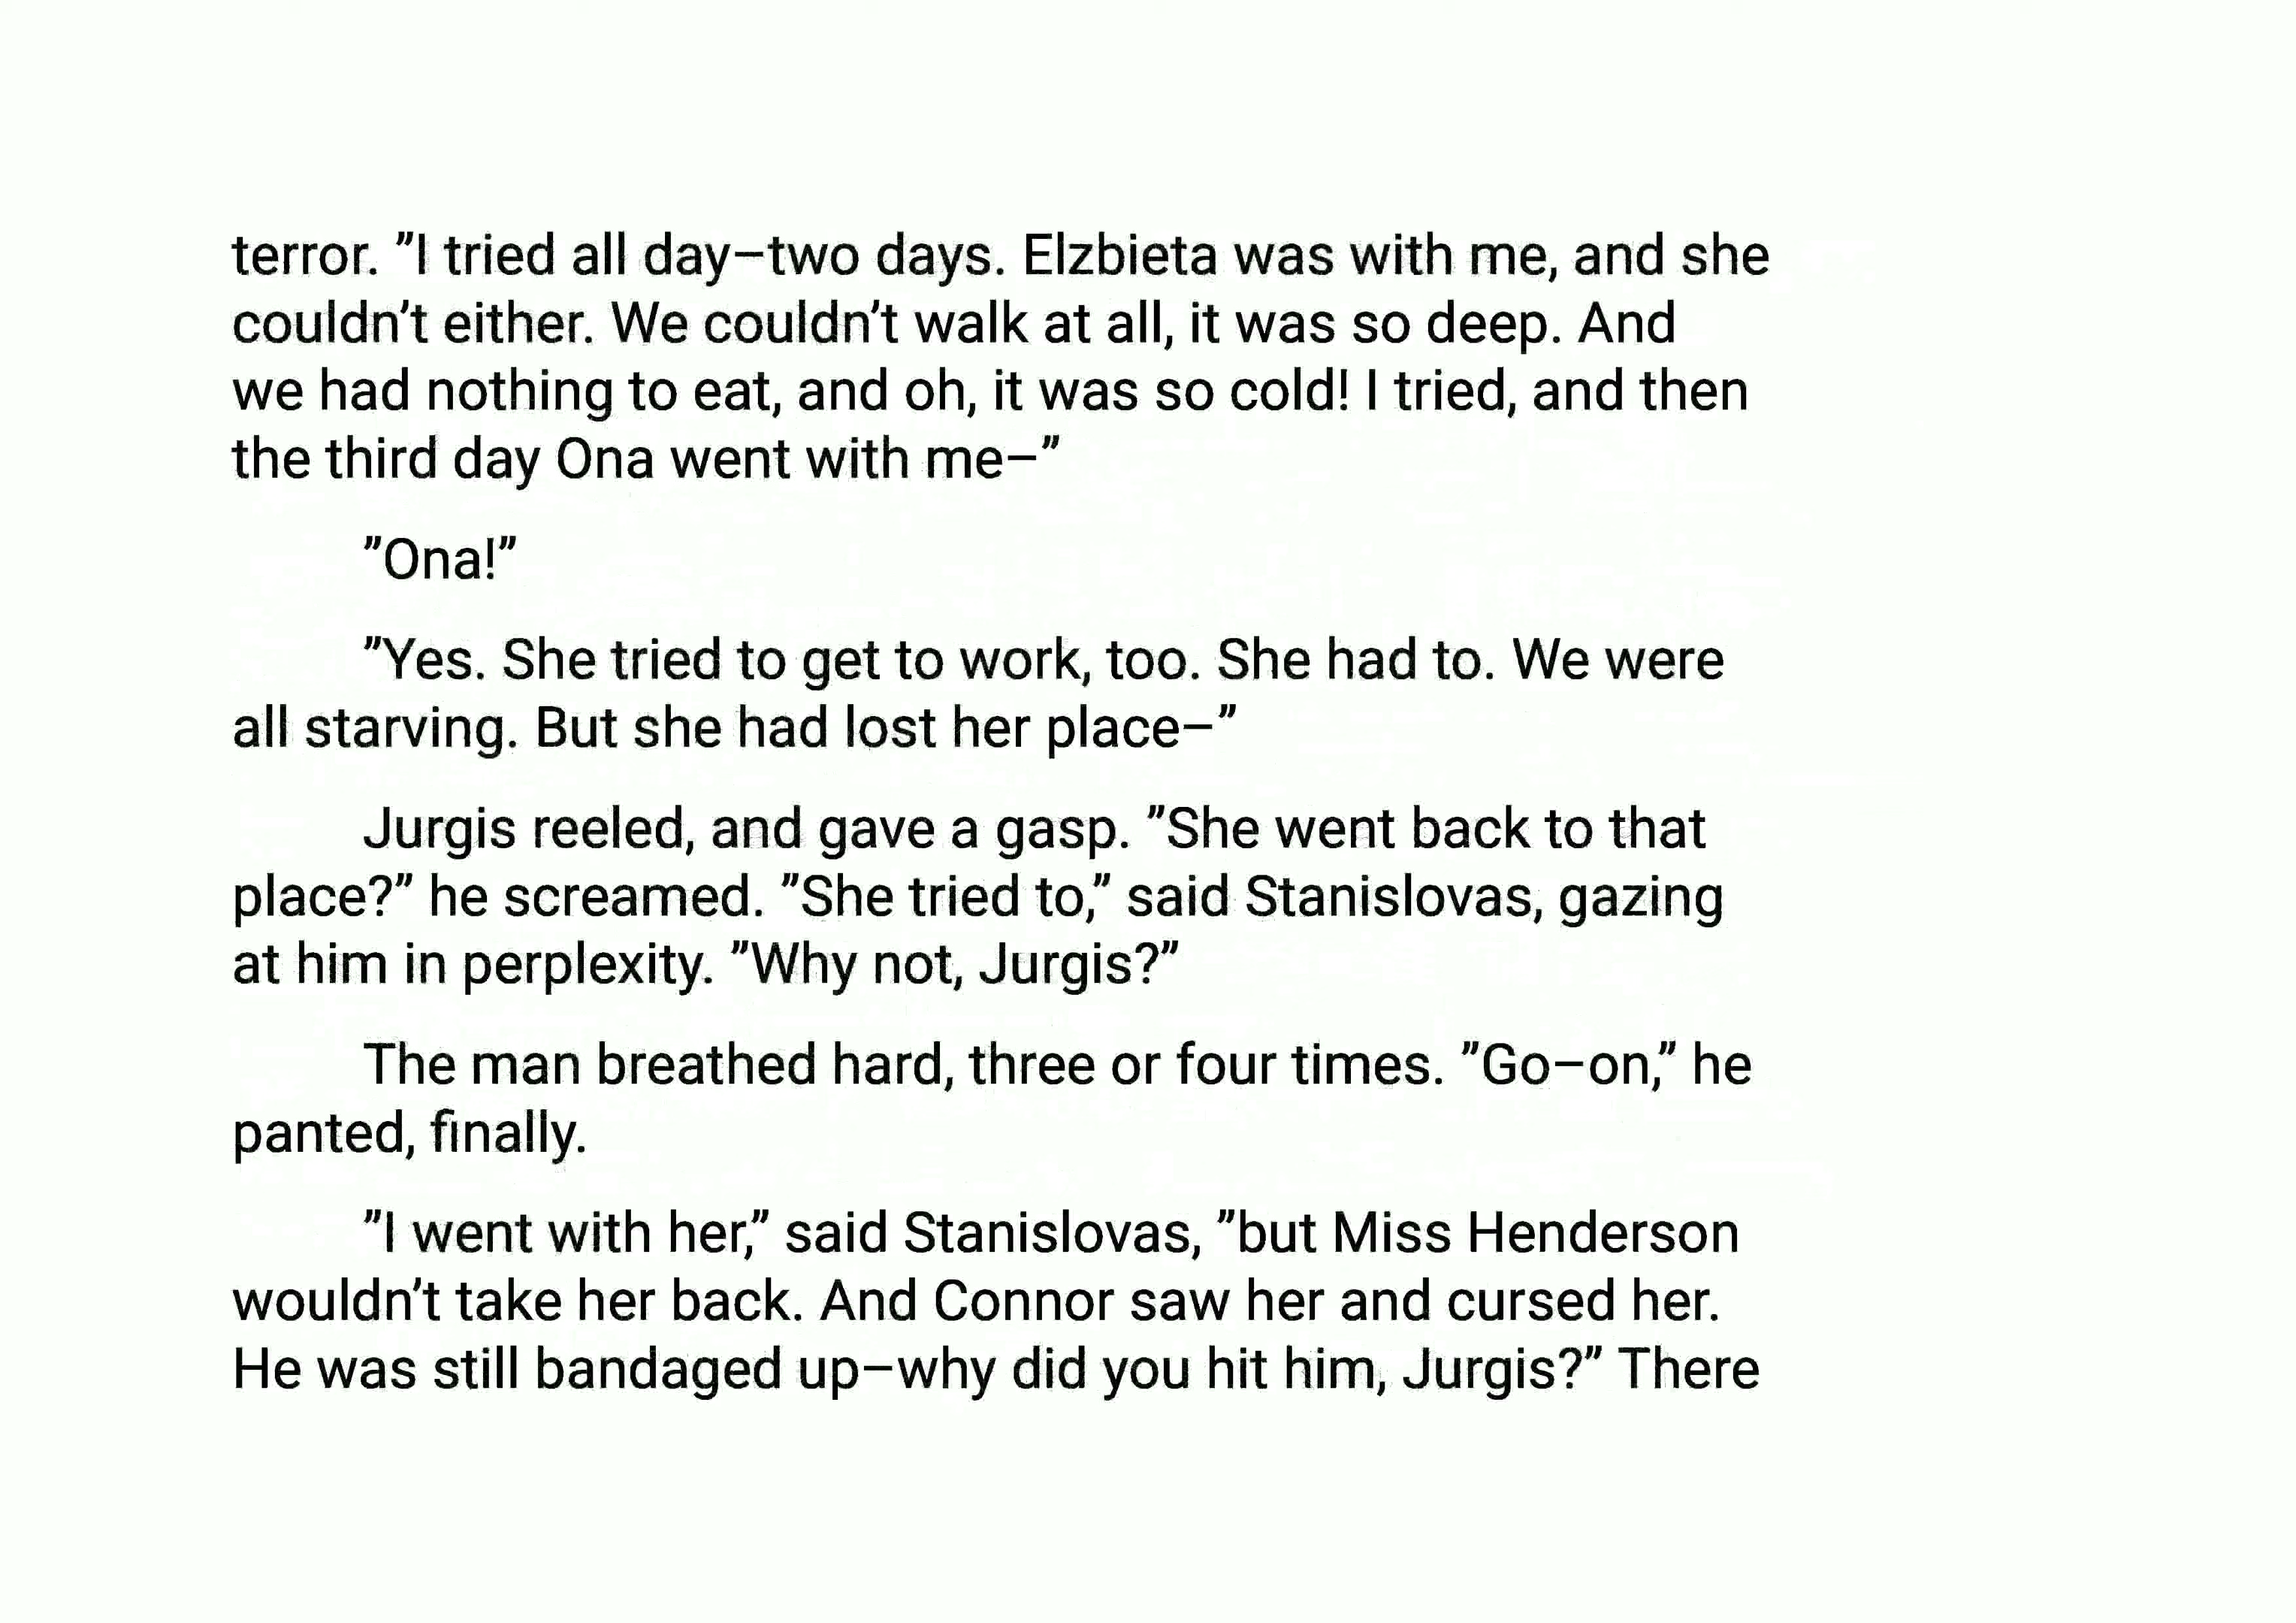 terror. ”I tried all day–two days. Elzbieta was with me, and she
couldn’t either. We couldn’t walk at all, it was so deep. And
we had nothing to eat, and oh, it was so cold! I tried, and then
the third day Ona went with me–”
”Ona!”
”Yes. She tried to get to work, too. She had to. We were
all starving. But she had lost her place–”
Jurgis reeled, and gave a gasp. ”She went back to that
place?” he screamed. ”She tried to,” said Stanislovas, gazing
at him in perplexity. ”Why not, Jurgis?”
The man breathed hard, three or four times. ”Go–on,” he
panted, finally.
”I went with her,” said Stanislovas, ”but Miss Henderson
wouldn’t take her back. And Connor saw her and cursed her.
He was still bandaged up–why did you hit him, Jurgis?” There